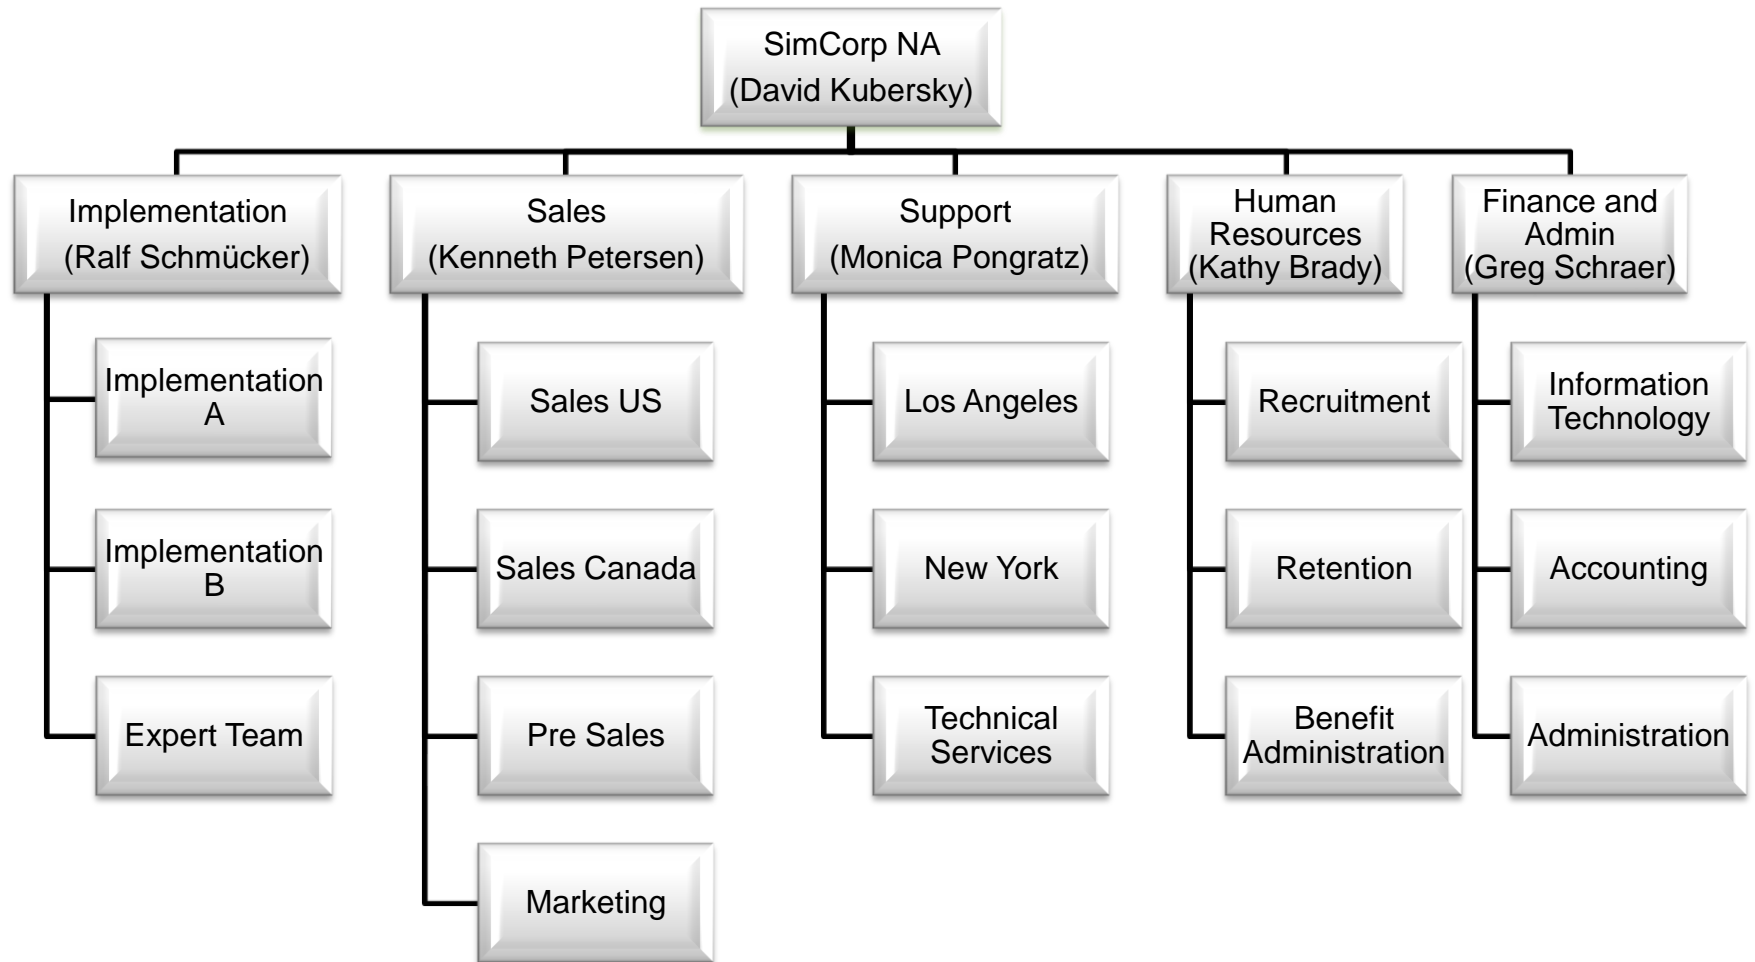 SimCorp NA
(David Kubersky)
Implementation
(Ralf Schmücker)
Sales
(Kenneth Petersen)
Support
(Monica Pongratz)
Human
Resources
(Kathy Brady)
Finance and
Admin
(Greg Schraer)
Implementation
A
Implementation
B
Expert Team
Sales US
Sales Canada
Pre Sales
Marketing
Los Angeles
New York
Technical
Services
Recruitment
Retention
Benefit
Administration
Information
Technology
Accounting
Administration